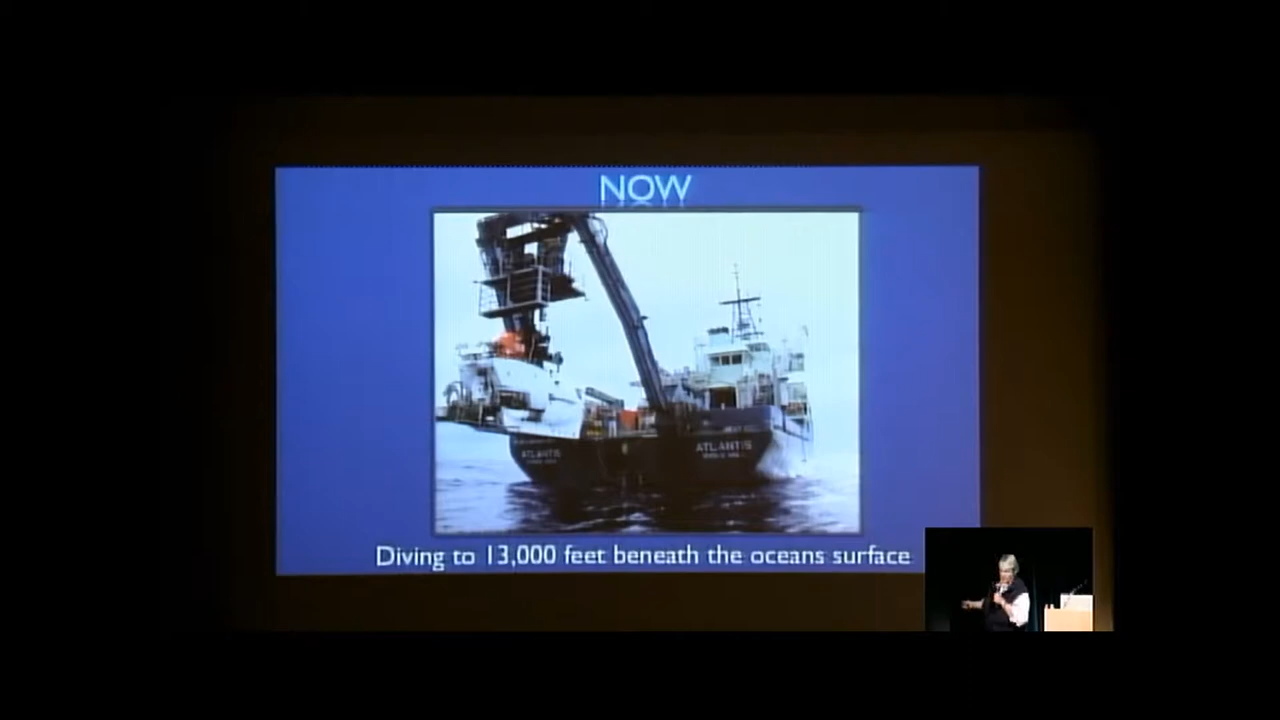 NOW
ATLANTIS
ATLANTIS
Diving to 13,000 feet beneath the oceans surface